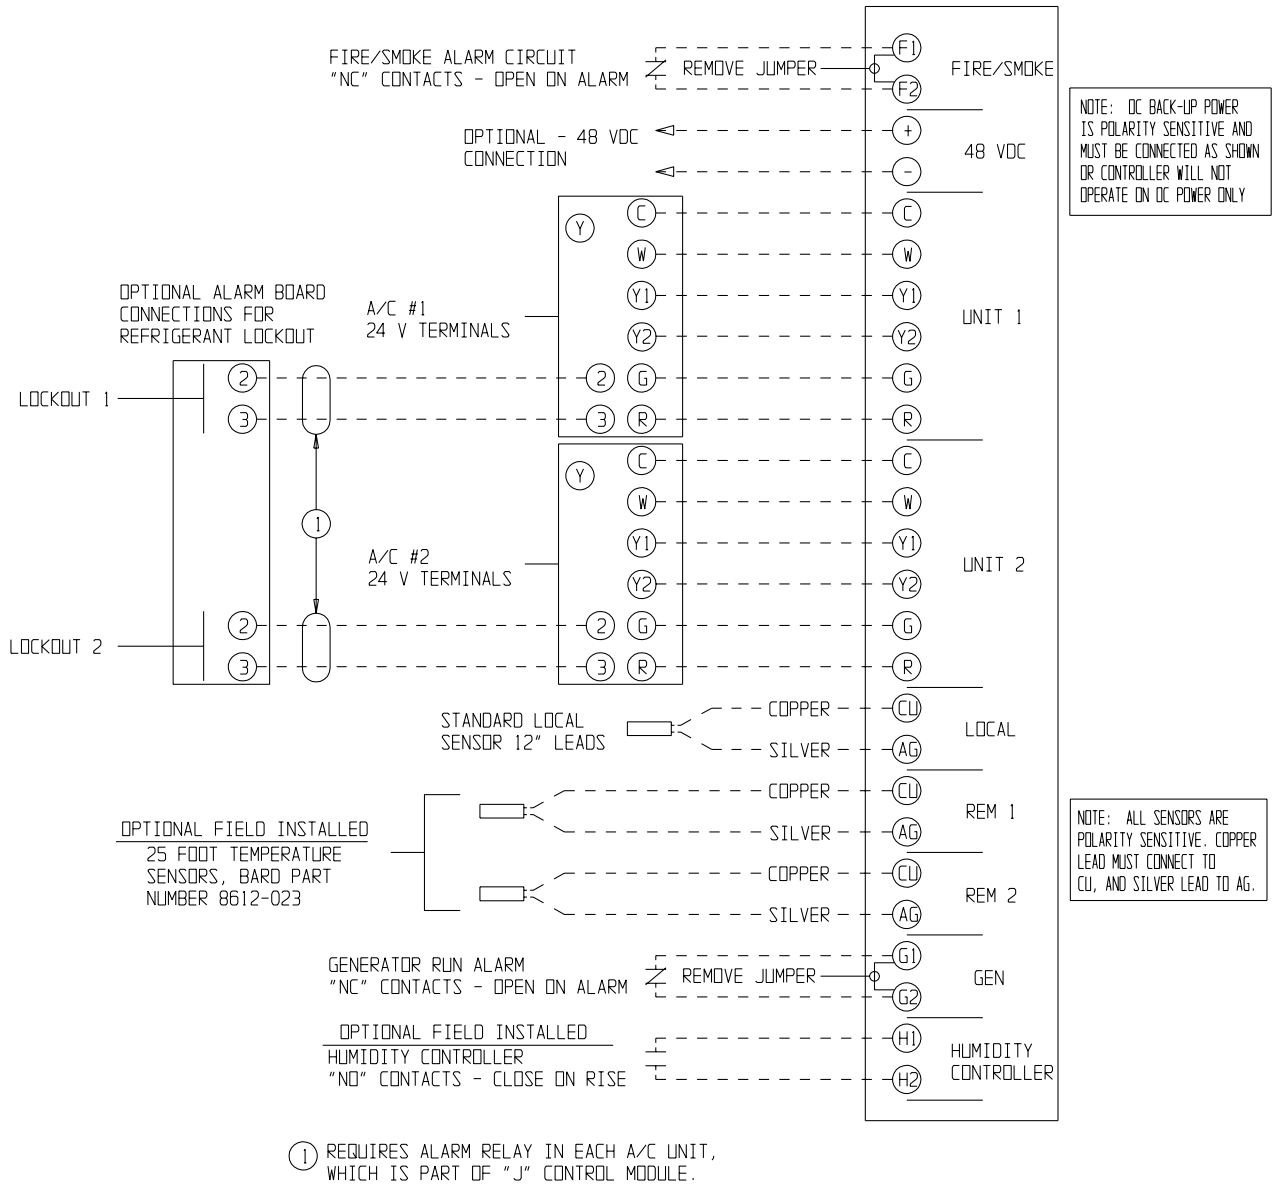 FIRE/SMOKE ALARM CIRCUIT
"NC" CONTACTS - OPEN ON ALARM
REMOVE JUMPER
F1
F2
FIRE/SMOKE
OPTIONAL - 48 VDC
CONNECTION
+
-
48 VDC
NOTE: DC BACK-UP POWER
IS POLARITY SENSITIVE AND
MUST BE CONNECTED AS SHOWN
OR CONTROLLER WILL NOT
OPERATE ON DC POWER ONLY
OPTIONAL ALARM BOARD
CONNECTIONS FOR
REFRIGERANT LOCKOUT
LOCKOUT 1
2
3
1
LOCKOUT 2
2
3
A/C #1
24 V TERMINALS
Y
C
W
Y1
Y2
2 G
3 R
C
W
Y1
Y2
G
R
UNIT 1
A/C #2
24 V TERMINALS
Y
C
W
Y1
Y2
2 G
3 R
C
W
Y1
Y2
G
R
UNIT 2
STANDARD LOCAL
SENSOR 12" LEADS
COPPER
SILVER
CU
AG
LOCAL
OPTIONAL FIELD INSTALLED
25 FOOT TEMPERATURE
SENSORS, BARD PART
NUMBER 8612-023
COPPER
SILVER
CU
AG
REM 1
COPPER
SILVER
CU
AG
REM 2
NOTE: ALL SENSORS ARE
POLARITY SENSITIVE. COPPER
LEAD MUST CONNECT TO
CU, AND SILVER LEAD TO AG.
GENERATOR RUN ALARM
"NC" CONTACTS - OPEN ON ALARM
REMOVE JUMPER
G1
G2
GEN
OPTIONAL FIELD INSTALLED
HUMIDITY CONTROLLER
"NO" CONTACTS - CLOSE ON RISE
H1
H2
HUMIDITY
CONTROLLER
1 REQUIRES ALARM RELAY IN EACH A/C UNIT,
WHICH IS PART OF "J" CONTROL MODULE.